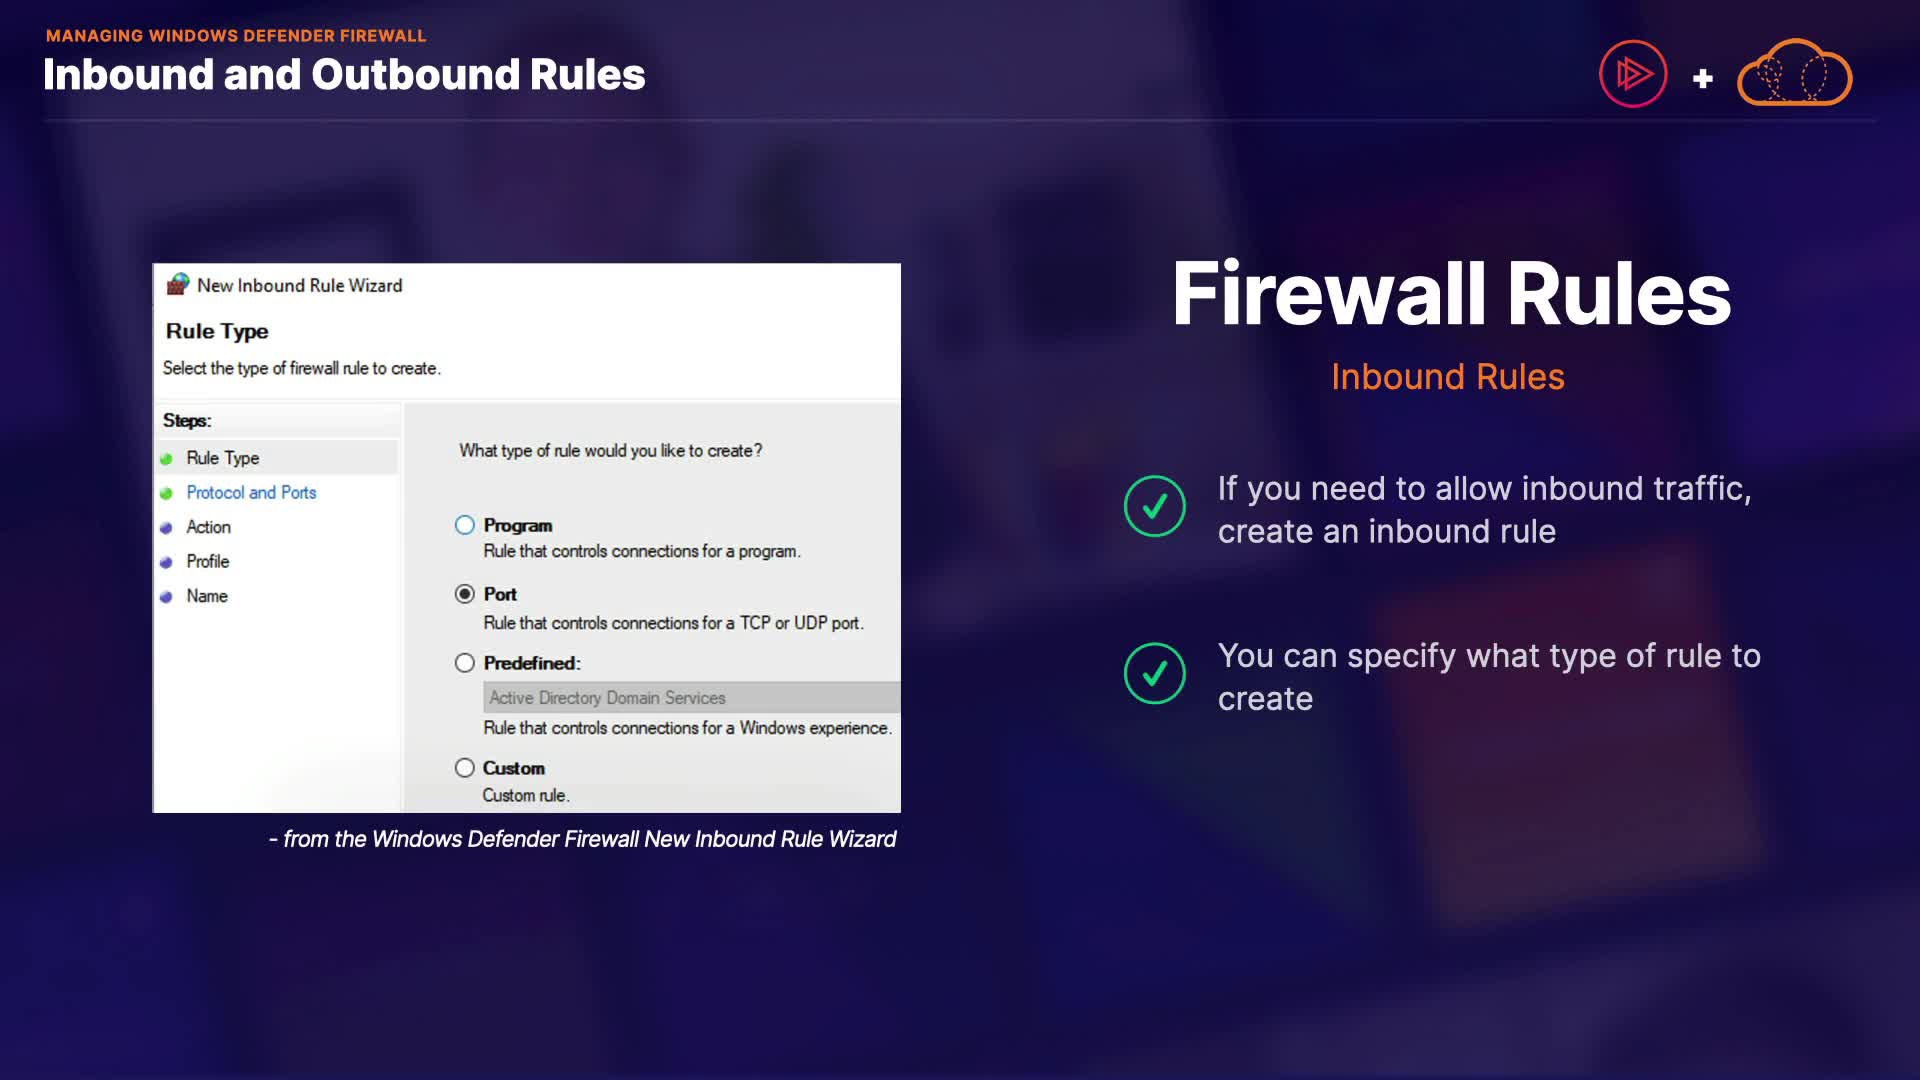 MANAGING WINDOWS DEFENDER FIREWALL
Inbound and Outbound Rules
+
New Inbound Rule Wizard
Rule Type
Select the type of firewall rule to create.
Steps:
Rule Type
Protocol and Ports
Action
Profile
Name
What type of rule would you like to create?
Program
Rule that controls connections for a program.
Port
Rule that controls connections for a TCP or UDP port.
Predefined:
Active Directory Domain Services
Rule that controls connections for a Windows experience.
Custom
Custom rule.
- from the Windows Defender Firewall New Inbound Rule Wizard
Firewall Rules
Inbound Rules
If you need to allow inbound traffic,
create an inbound rule
You can specify what type of rule to
create